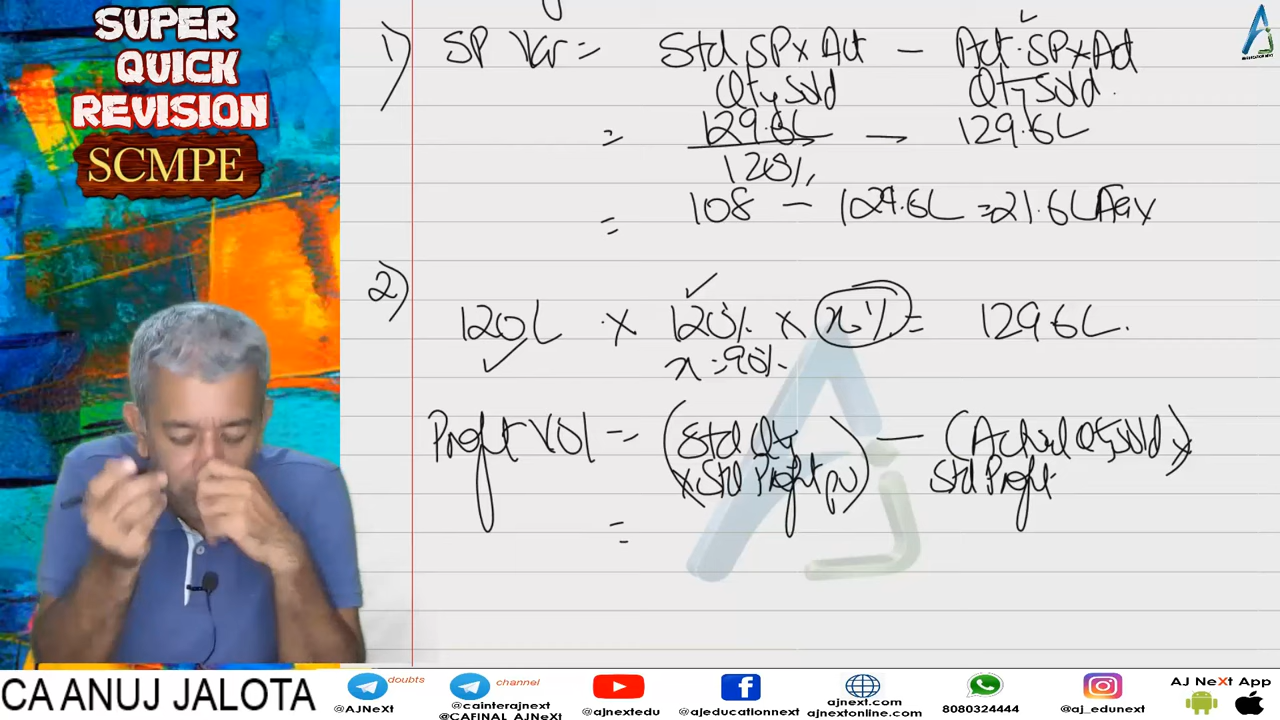 SUPER
QUICK
REVISION
SCMPE
1) SP Var = Std SP x Act - Act. SP x Act
Qty Sold Qty Sold.
= 129.6L - 129.6L
120%
= 108 - 129.6L = 21.6L Fav
2) 120L x 120% x x% = 129.6L.
x = 90%
Profit Vol = (Std Qty - (Actual Qty Sold) x
x Std Profit pu) Std Profit
=
CA ANUJ JALOTA
doubts
@AJNeXt
channel
@cainterajnext
@CAFINAL_AJNeXt
@ajnextedu
@ajeducationnext
ajnext.com
ajnextonline.com
8080324444
@aj_edunext
AJ NeXt App